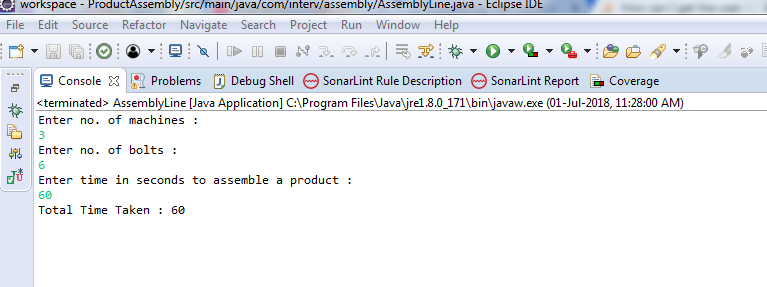 workspace - ProductAssembly/src/main/java/com/interv/assembly/AssemblyLine.java - Eclipse IDE
File Edit Source Refactor Navigate Search Project Run Window Help
Console Problems Debug Shell SonarLint Rule Description SonarLint Report Coverage
<terminated> AssemblyLine [Java Application] C:\Program Files\Java\jre1.8.0_171\bin\javaw.exe (01-Jul-2018, 11:28:00 AM)
Enter no. of machines :
3
Enter no. of bolts :
6
Enter time in seconds to assemble a product :
60
Total Time Taken : 60